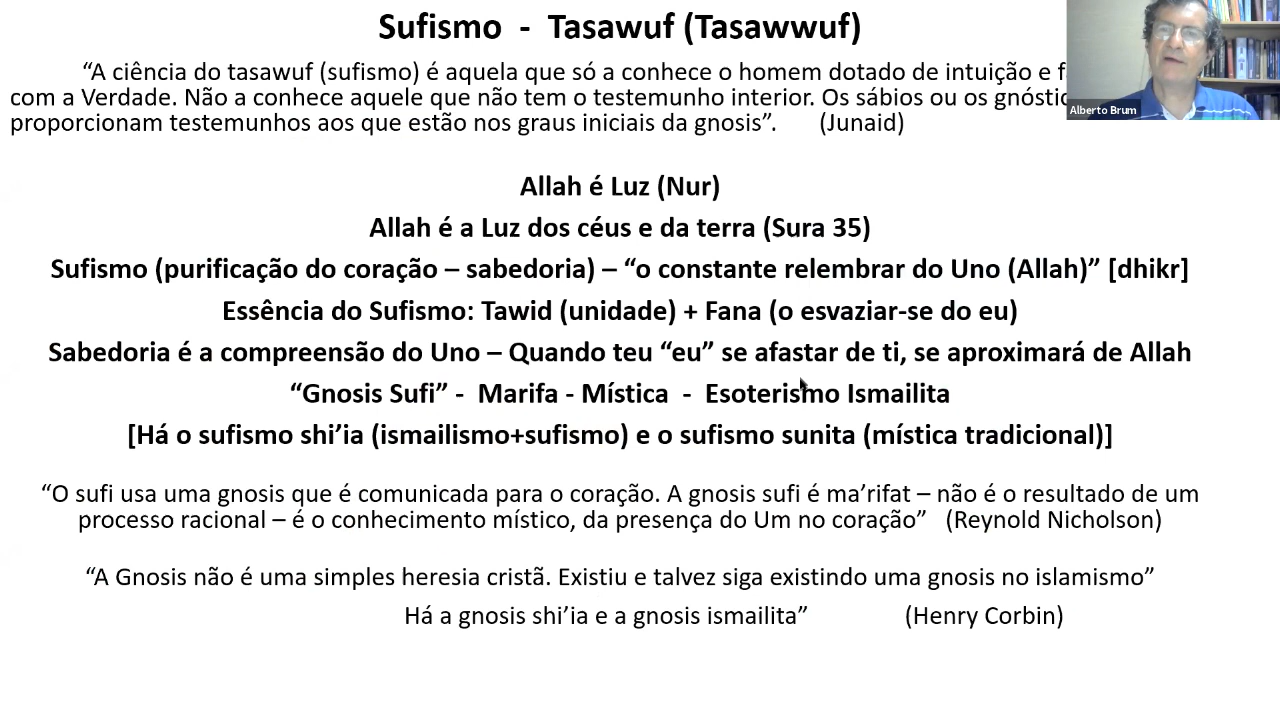 Sufismo - Tasawuf (Tasawwuf)
“A ciência do tasawuf (sufismo) é aquela que só a conhece o homem dotado de intuição e
com a Verdade. Não a conhece aquele que não tem o testemunho interior. Os sábios ou os
proporcionam testemunhos aos que estão nos graus iniciais da gnosis”. (Junaid)
Alberto Brum
Allah é Luz (Nur)
Allah é a Luz dos céus e da terra (Sura 35)
Sufismo (purificação do coração – sabedoria) – “o constante relembrar do Uno (Allah)” [dhikr]
Essência do Sufismo: Tawid (unidade) + Fana (o esvaziar-se do eu)
Sabedoria é a compreensão do Uno – Quando teu “eu” se afastar de ti, se aproximará de Allah
“Gnosis Sufi” - Marifa - Mística - Esoterismo Ismailita
[Há o sufismo shi’ia (ismailismo+sufismo) e o sufismo sunita (mística tradicional)]
“O sufi usa uma gnosis que é comunicada para o coração. A gnosis sufi é ma’rifat – não é o resultado de um
processo racional – é o conhecimento místico, da presença do Um no coração” (Reynold Nicholson)
“A Gnosis não é uma simples heresia cristã. Existiu e talvez siga existindo uma gnosis no islamismo”
Há a gnosis shi’ia e a gnosis ismailita” (Henry Corbin)